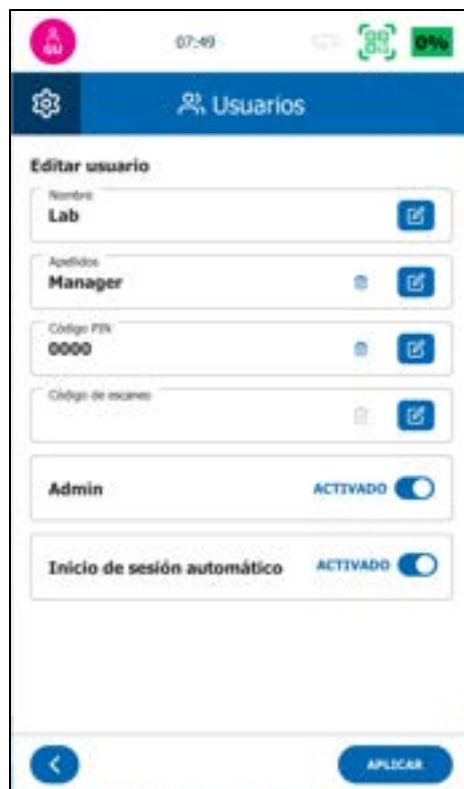 GU
07:49
0%
Usuarios
Editar usuario
Nombre
Lab
Apellidos
Manager
Código PIN
0000
Código de escaneo
Admin
ACTIVADO
Inicio de sesión automático
ACTIVADO
APLICAR